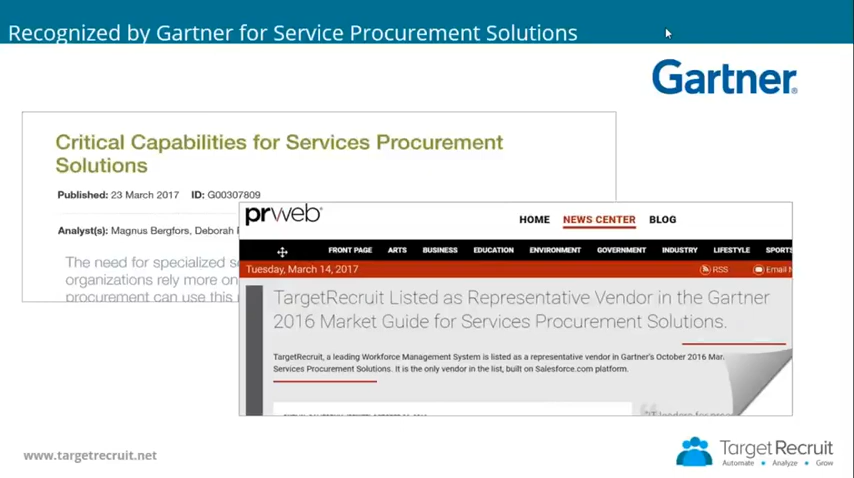 Recognized by Gartner for Service Procurement Solutions
Gartner®
Critical Capabilities for Services Procurement
Solutions
Published: 23 March 2017 ID: G00307809
Analyst(s): Magnus Bergfors, Deborah
The need for specialized
organizations rely more on
procurement can use this
prweb®
HOME NEWS CENTER BLOG
FRONT PAGE ARTS BUSINESS EDUCATION ENVIRONMENT GOVERNMENT INDUSTRY LIFESTYLE SPORTS
Tuesday, March 14, 2017
RSS Email
TargetRecruit Listed as Representative Vendor in the Gartner
2016 Market Guide for Services Procurement Solutions.
TargetRecruit, a leading Workforce Management System is listed as a representative vendor in Gartner's October 2016 Mar
Services Procurement Solutions. It is the only vendor in the list, built on Salesforce.com platform.
www.targetrecruit.net
TargetRecruit
Automate • Analyze • Grow